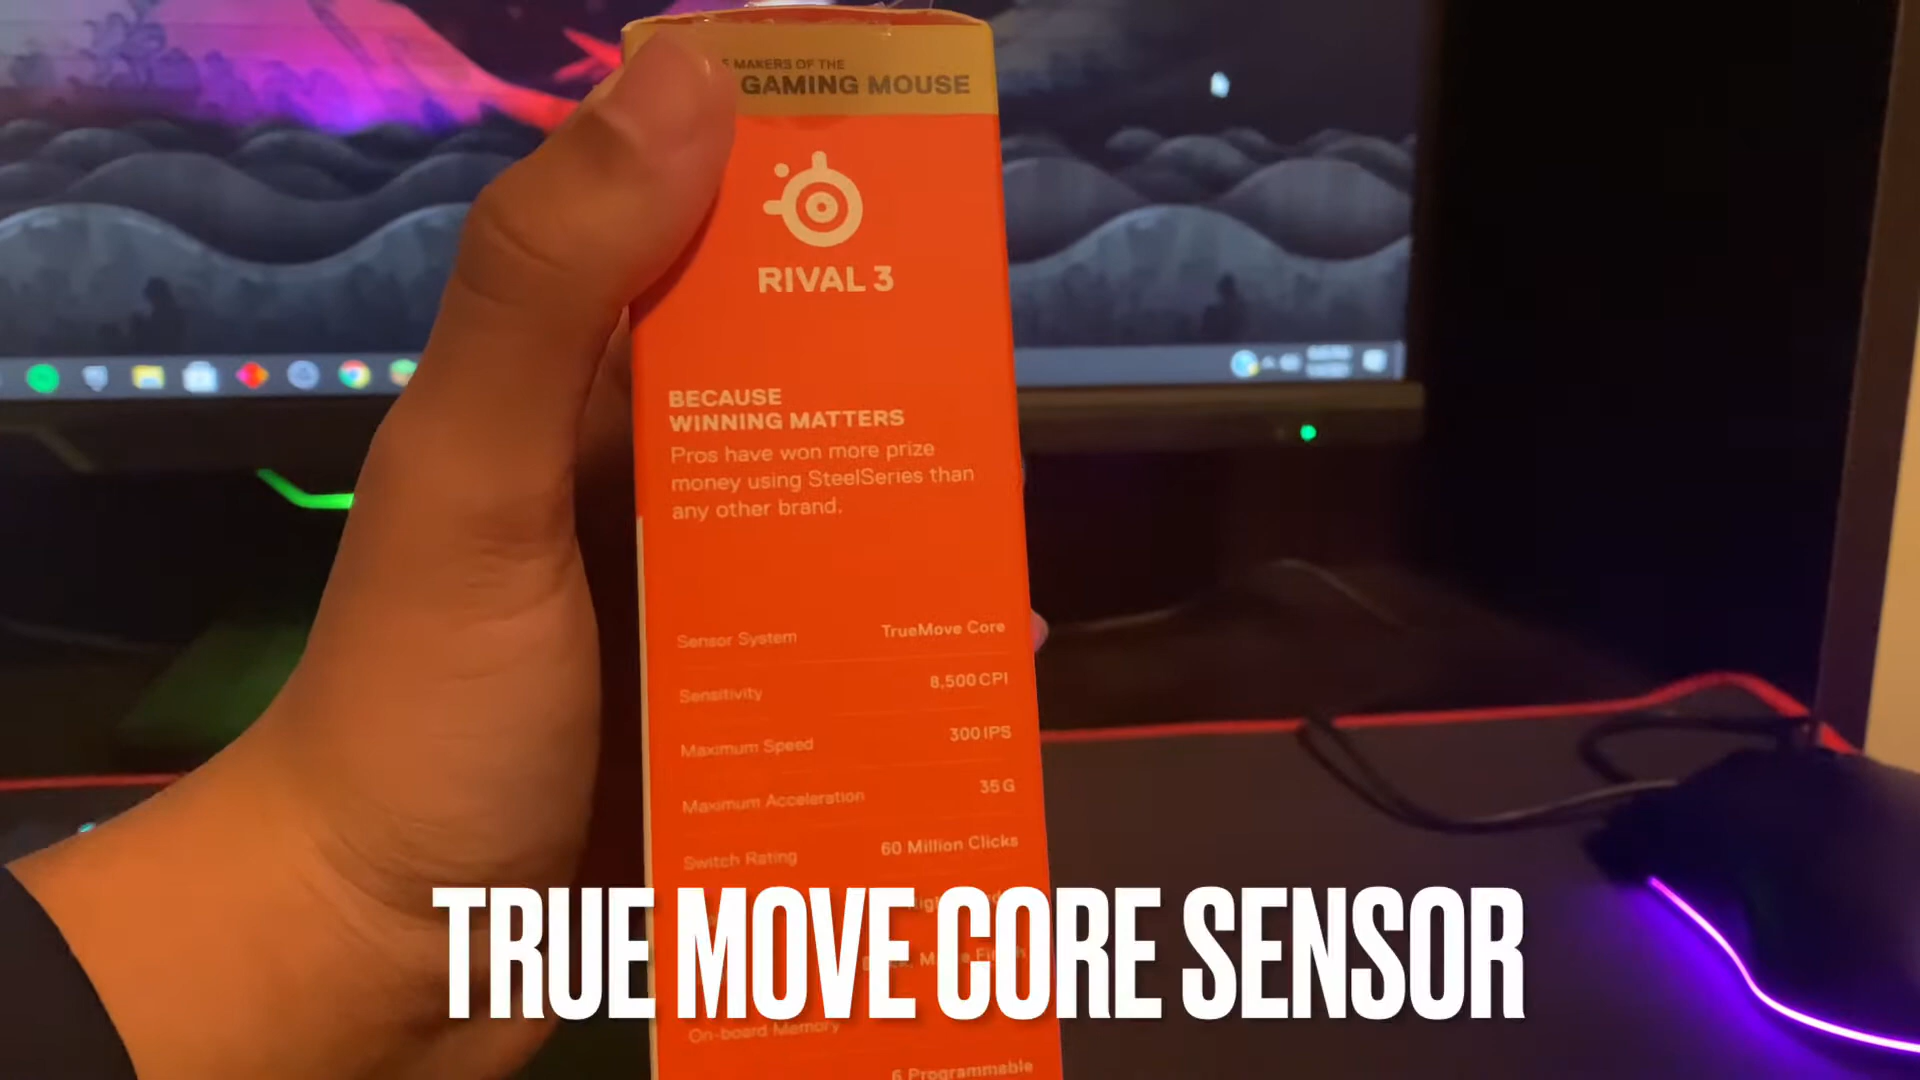 MAKERS OF THE
GAMING MOUSE
RIVAL 3
BECAUSE
WINNING MATTERS
Pros have won more prize
money using SteelSeries than
any other brand.
Sensor System TrueMove Core
Sensitivity 8,500 CPI
Maximum Speed 300 IPS
Maximum Acceleration 35 G
Switch Rating 60 Million Clicks
TRUE MOVE CORE SENSOR
On-board Memory
6 Programmable